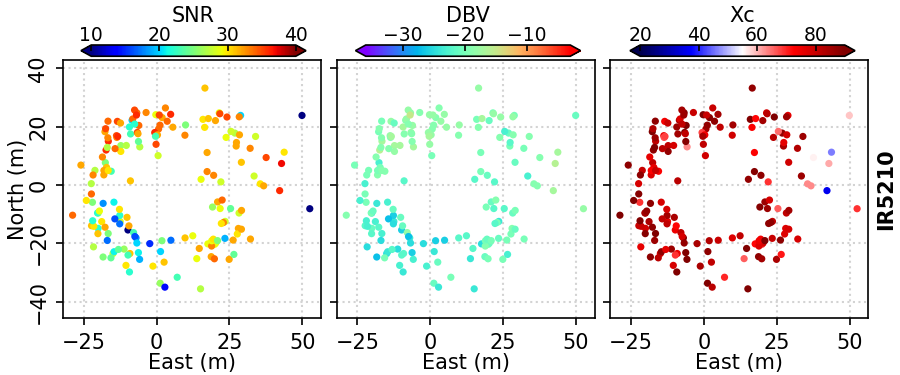 SNR DBV Xc
10 20 30 40 −30 −20 −10 20 40 60 80
40
20
0
−20
−40
North (m)
IR5210
−25 0 25 50 −25 0 25 50 −25 0 25 50
East (m) East (m) East (m)